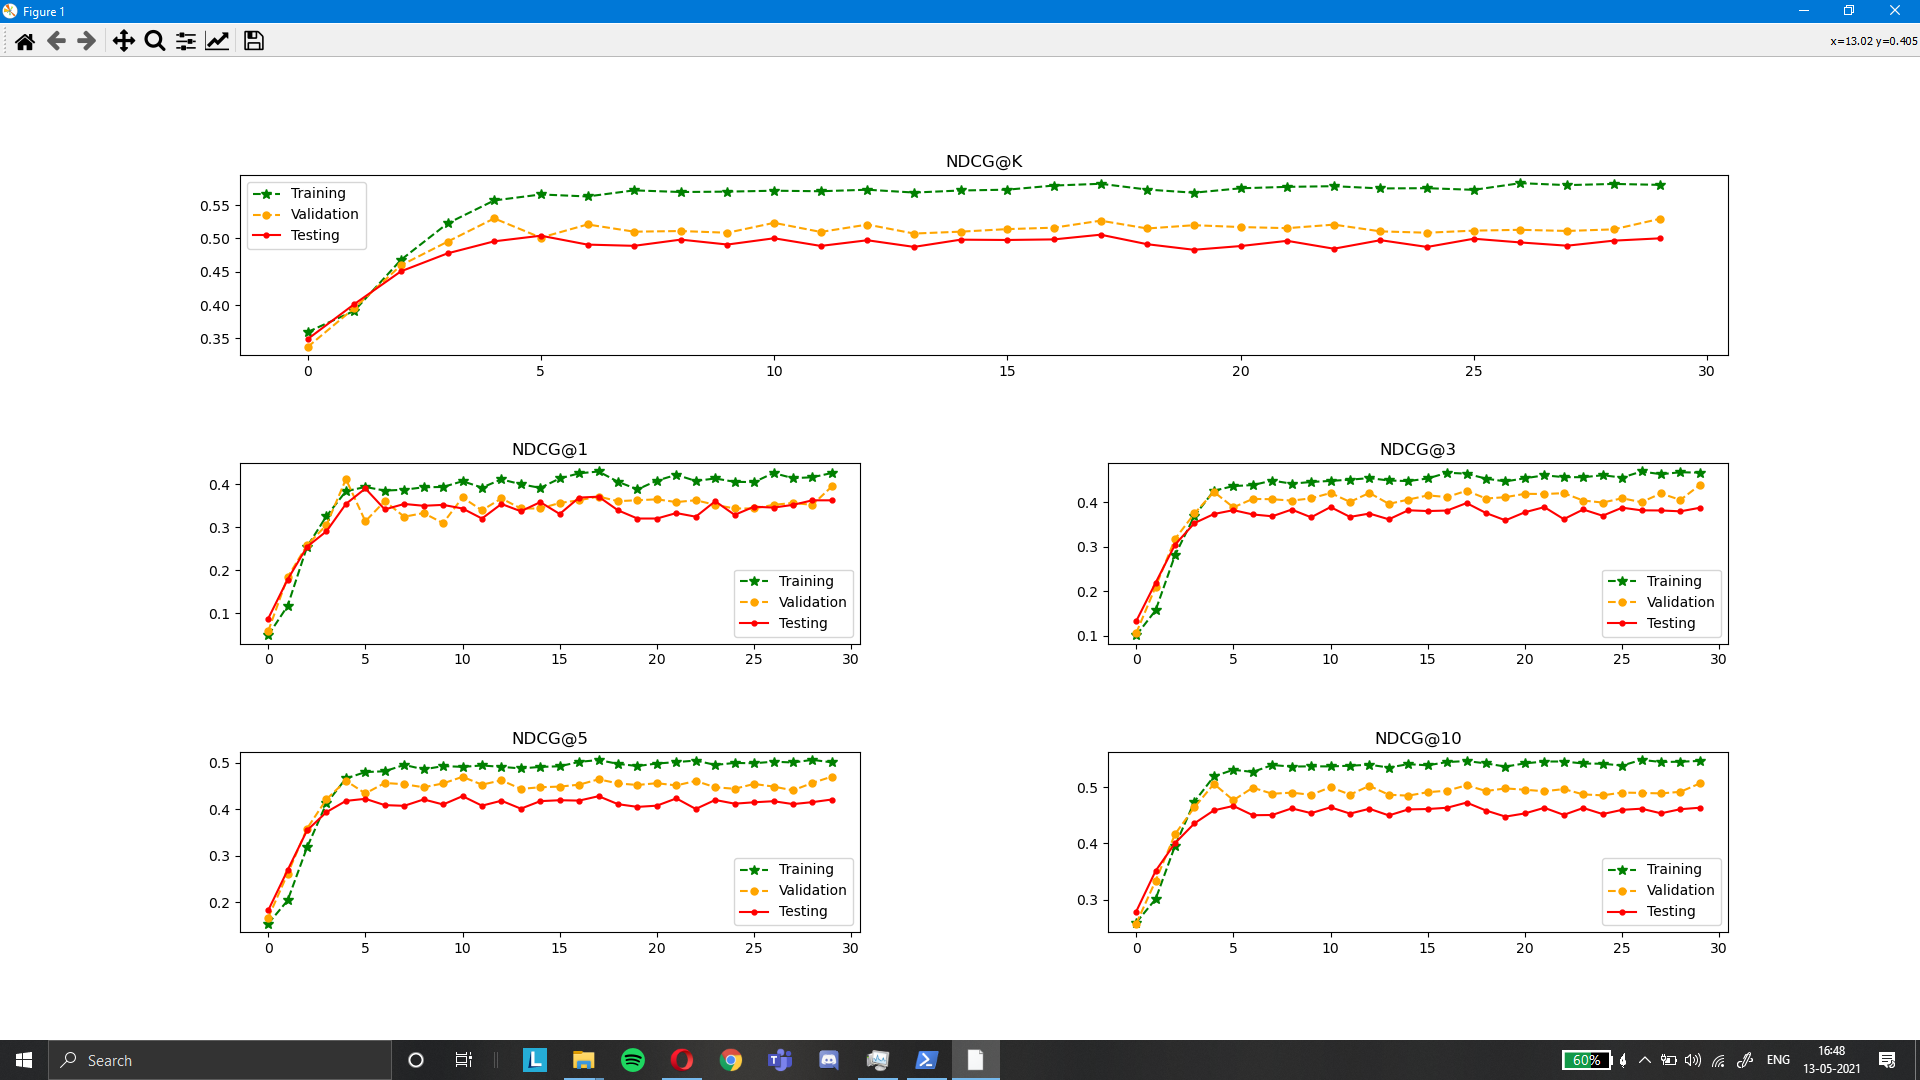 Figure 1
x=13.02 y=0.405
NDCG@K
Training
Validation
Testing
0.55
0.50
0.45
0.40
0.35
0 5 10 15 20 25 30
NDCG@1
0.4
0.3
0.2
0.1
Training
Validation
Testing
0 5 10 15 20 25 30
NDCG@3
0.4
0.3
0.2
0.1
Training
Validation
Testing
0 5 10 15 20 25 30
NDCG@5
0.5
0.4
0.3
0.2
Training
Validation
Testing
0 5 10 15 20 25 30
NDCG@10
0.5
0.4
0.3
Training
Validation
Testing
0 5 10 15 20 25 30
Search
L
T
60%
ENG
16:48
13-05-2021